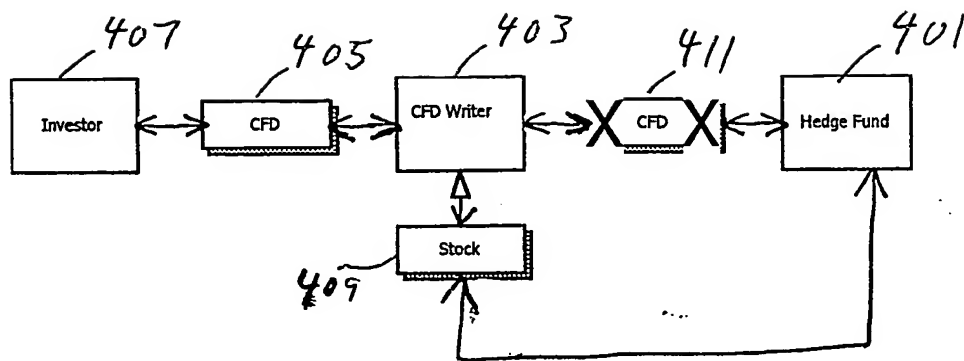 407
405
403
411
401
Investor
CFD
CFD Writer
CFD
Hedge Fund
Stock
409